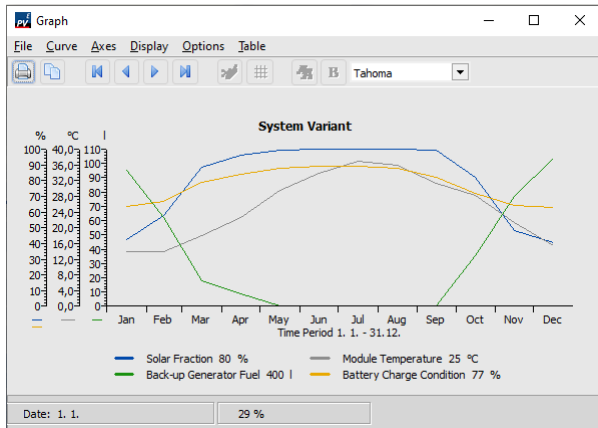 PV
Graph
File Curve Axes Display Options Table
B Tahoma
System Variant
% ºC l
100 40,0 110
90 36,0 100
80 32,0 90
70 28,0 80
60 24,0 70
50 20,0 60
40 16,0 50
30 12,0 40
20 8,0 30
10 4,0 20
0 0,0 10
0
Jan Feb Mar Apr May Jun Jul Aug Sep Oct Nov Dec
Time Period 1. 1. - 31.12.
Solar Fraction 80 % Module Temperature 25 ºC
Back-up Generator Fuel 400 l Battery Charge Condition 77 %
Date: 1. 1. 29 %